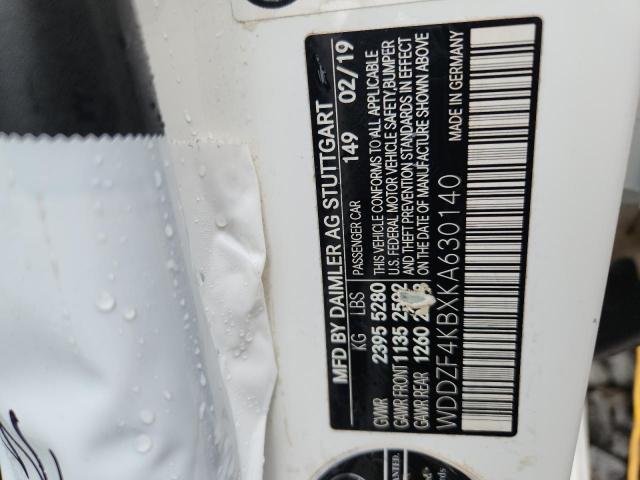 MFD BY DAIMLER AG STUTTGART
149 02/19
KG LBS PASSENGER CAR
GVWR 2395 5280
GAWR FRONT 1135
GAWR REAR 1260
THIS VEHICLE CONFORMS TO ALL APPLICABLE
U.S. FEDERAL MOTOR VEHICLE SAFETY,BUMPER
AND THEFT PREVENTION STANDARDS IN EFFECT
ON THE DATE OF MANUFACTURE SHOWN ABOVE
WDDZF4KBXKA630140
MADE IN GERMANY